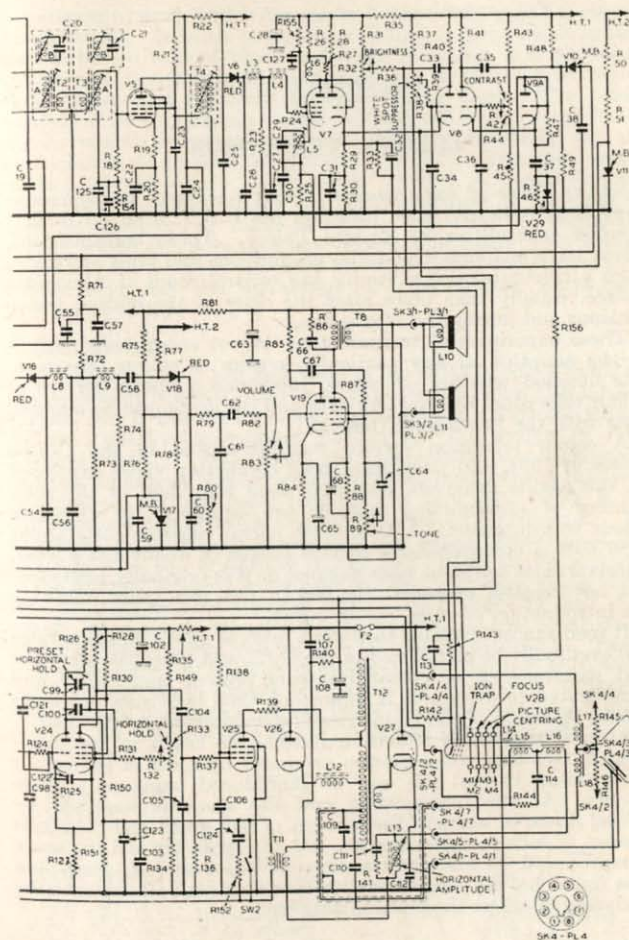 C20
C21
R22
H.T.1
R155
R26
R28
R31
R35
R37
R41
R43
H.T.2
C28
R27
BRIGHTNESS
R40
C35
R48
V10
M.B.
R50
T2
T3
R21
T4
V6
RED
L3
L4
C127
L6
R32
R36
C33
R39
CONTRAST
V9A
A
A
V5
R24
V7
WHITE SPOT SUPPRESSOR
R38
V8
R42
R44
R47
C38
R51
R18
R19
C23
R23
C29
L5
R29
C32
R33
C34
C36
R45
C37
R49
M.B.
V11
C19
C125
C22
R20
C24
C25
C26
C27
C30
R25
C31
R30
R46
V29
RED
C126
R154
R71
H.T.1
R81
C55
C57
R75
H.T.2
R77
C63
R85
R86
C66
T8
SK3/1-PL3/1
L10
R156
R72
V16
RED
L8
L9
C58
V18
RED
C67
VOLUME
V19
R87
SK3/2
PL3/2
L11
R74
R79
C62
R82
R73
R76
R78
C61
R83
C64
C54
C56
M.B.
V17
C59
C60
R80
R84
C65
C68
R88
R89
TONE
R126
R128
C102
R135
H.T.1
R138
C107
F2
H.T.1
R143
PRESET HORIZONTAL HOLD
C99
R130
R149
R140
C108
C113
ION TRAP
FOCUS
V2B
PICTURE CENTRING
SK4/4
C121
C100
C104
T12
SK4/4
PL4/4
L17
R145
V24
HORIZONTAL HOLD
R133
V25
R139
V26
V27
R142
L14
L15
L16
R124
R131
R132
R137
SK4/2
PL4/2
M1
M2
M3
M4
C114
SK4/3
PL4/3
C122
R125
L12
R144
L18
R146
SK4/2
C98
R150
C105
C106
C109
SK4/7
PL4/7
C123
C124
T11
L13
SK4/5-PL4/5
C111
C110
SK4/1-PL4/1
R151
C103
R134
R136
R141
C112
HORIZONTAL AMPLITUDE
R152
SW2
SK4-PL4